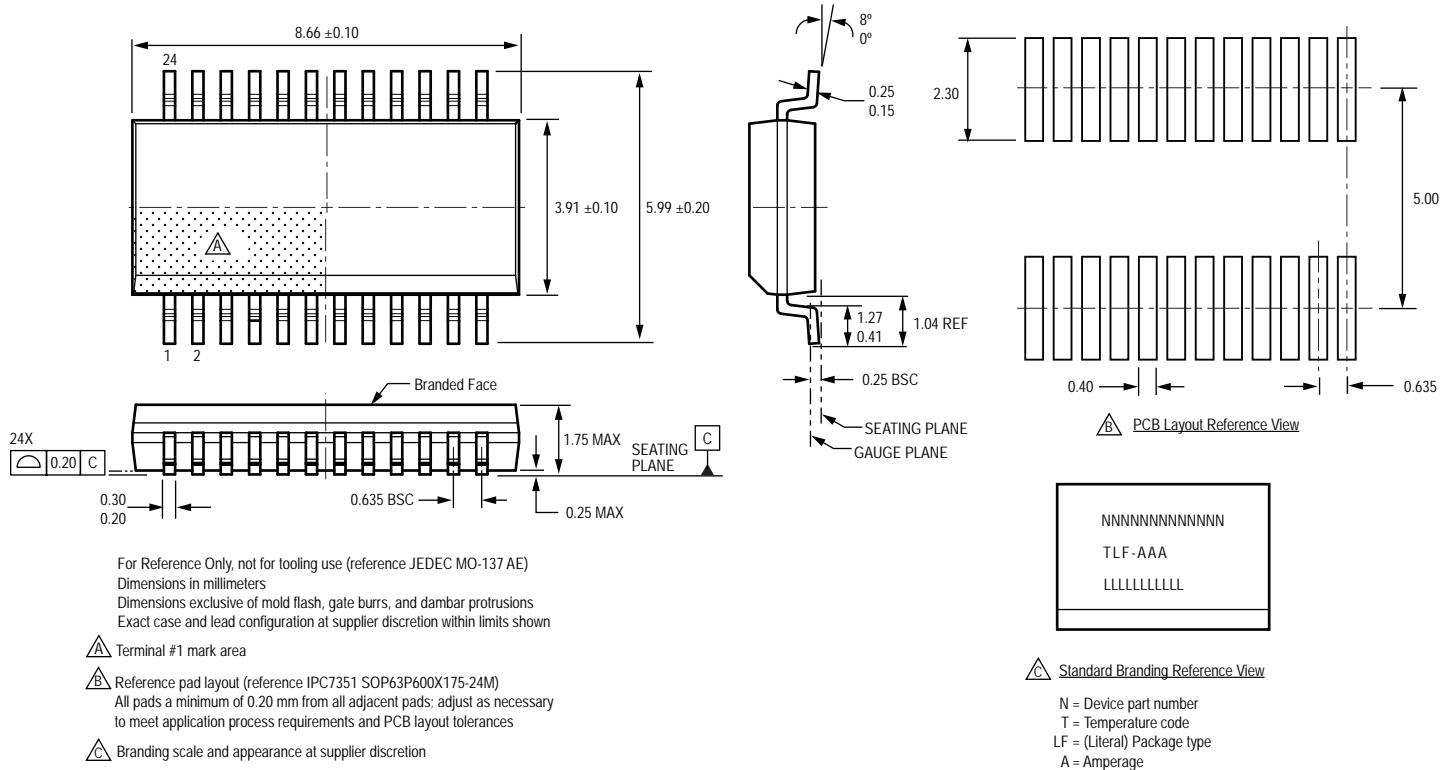 8.66 ±0.10
24
3.91 ±0.10
5.99 ±0.20
A
1 2
8º
0º
0.25
0.15
1.27
0.41
1.04 REF
0.25 BSC
SEATING PLANE
GAUGE PLANE
2.30
5.00
0.40
0.635
B PCB Layout Reference View
Branded Face
24X
0.20 C
0.30
0.20
1.75 MAX
SEATING
PLANE
C
0.635 BSC
0.25 MAX
For Reference Only, not for tooling use (reference JEDEC MO-137 AE)
Dimensions in millimeters
Dimensions exclusive of mold flash, gate burrs, and dambar protrusions
Exact case and lead configuration at supplier discretion within limits shown
A Terminal #1 mark area
B Reference pad layout (reference IPC7351 SOP63P600X175-24M)
All pads a minimum of 0.20 mm from all adjacent pads; adjust as necessary
to meet application process requirements and PCB layout tolerances
C Branding scale and appearance at supplier discretion
NNNNNNNNNNNNN
TLF-AAA
LLLLLLLLLLL
C Standard Branding Reference View
N = Device part number
T = Temperature code
LF = (Literal) Package type
A = Amperage